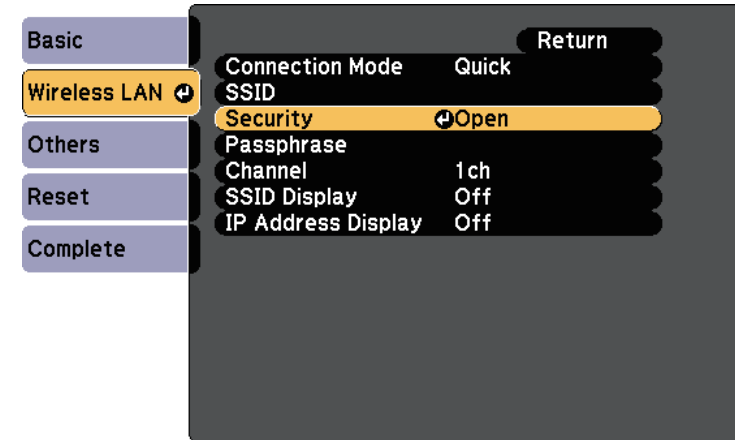 Basic
Wireless LAN
Others
Reset
Complete
Return
Connection Mode Quick
SSID
Security Open
Passphrase
Channel 1ch
SSID Display Off
IP Address Display Off